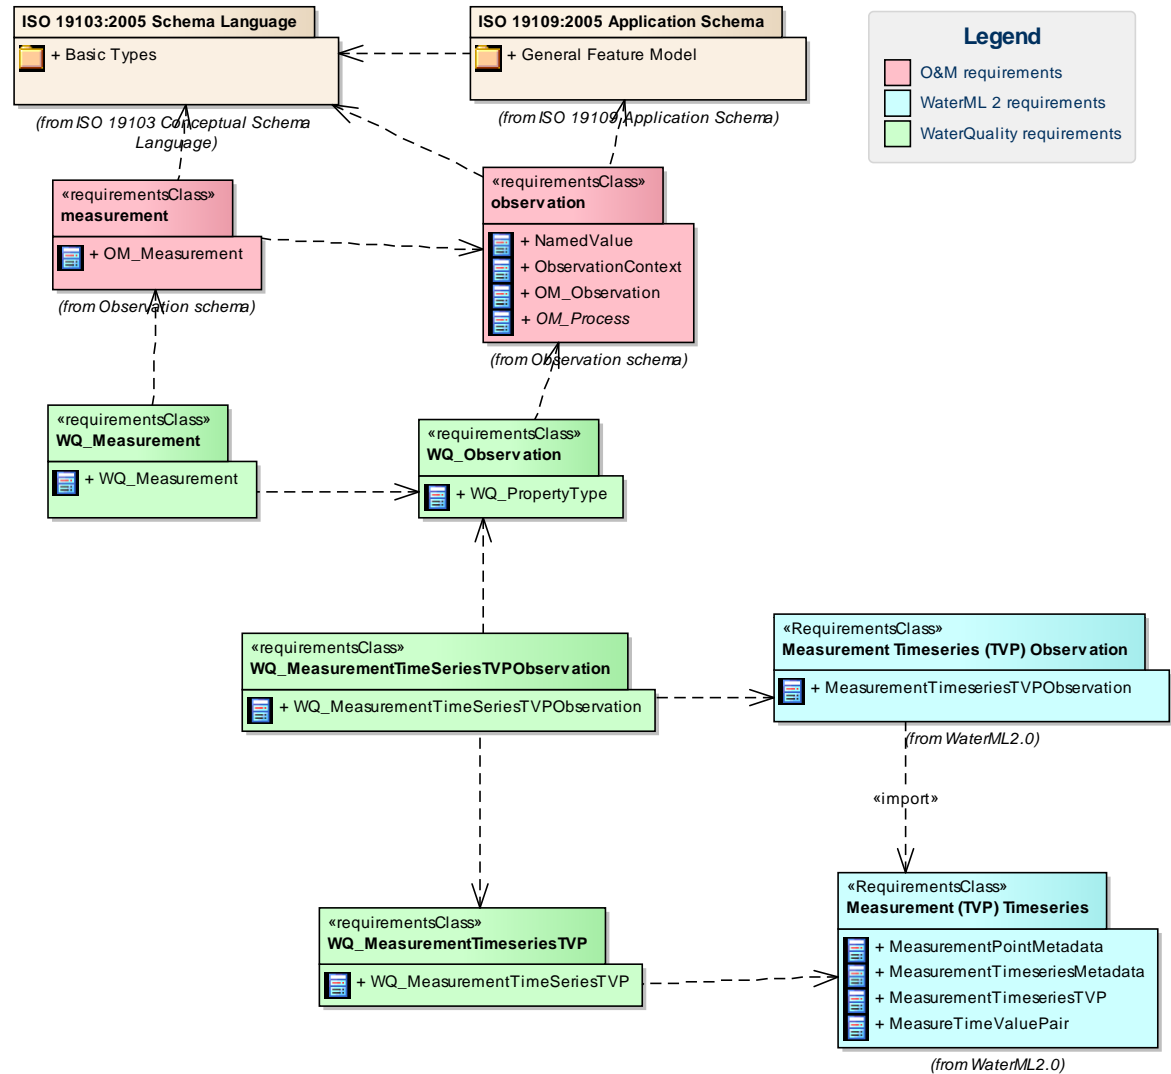 ISO 19103:2005 Schema Language
+ Basic Types
(from ISO 19103 Conceptual Schema
Language)
ISO 19109:2005 Application Schema
+ General Feature Model
(from ISO 19109 Application Schema)
Legend
O&M requirements
WaterML 2 requirements
WaterQuality requirements
«requirementsClass»
measurement
+ OM_Measurement
(from Observation schema)
«requirementsClass»
observation
+ NamedValue
+ ObservationContext
+ OM_Observation
+ OM_Process
(from Observation schema)
«requirementsClass»
WQ_Measurement
+ WQ_Measurement
«requirementsClass»
WQ_Observation
+ WQ_PropertyType
«requirementsClass»
WQ_MeasurementTimeSeriesTVPObservation
+ WQ_MeasurementTimeSeriesTVPObservation
«RequirementsClass»
Measurement Timeseries (TVP) Observation
+ MeasurementTimeseriesTVPObservation
(from WaterML2.0)
«import»
«requirementsClass»
WQ_MeasurementTimeseriesTVP
+ WQ_MeasurementTimeSeriesTVP
«RequirementsClass»
Measurement (TVP) Timeseries
+ MeasurementPointMetadata
+ MeasurementTimeseriesMetadata
+ MeasurementTimeseriesTVP
+ MeasureTimeValuePair
(from WaterML2.0)